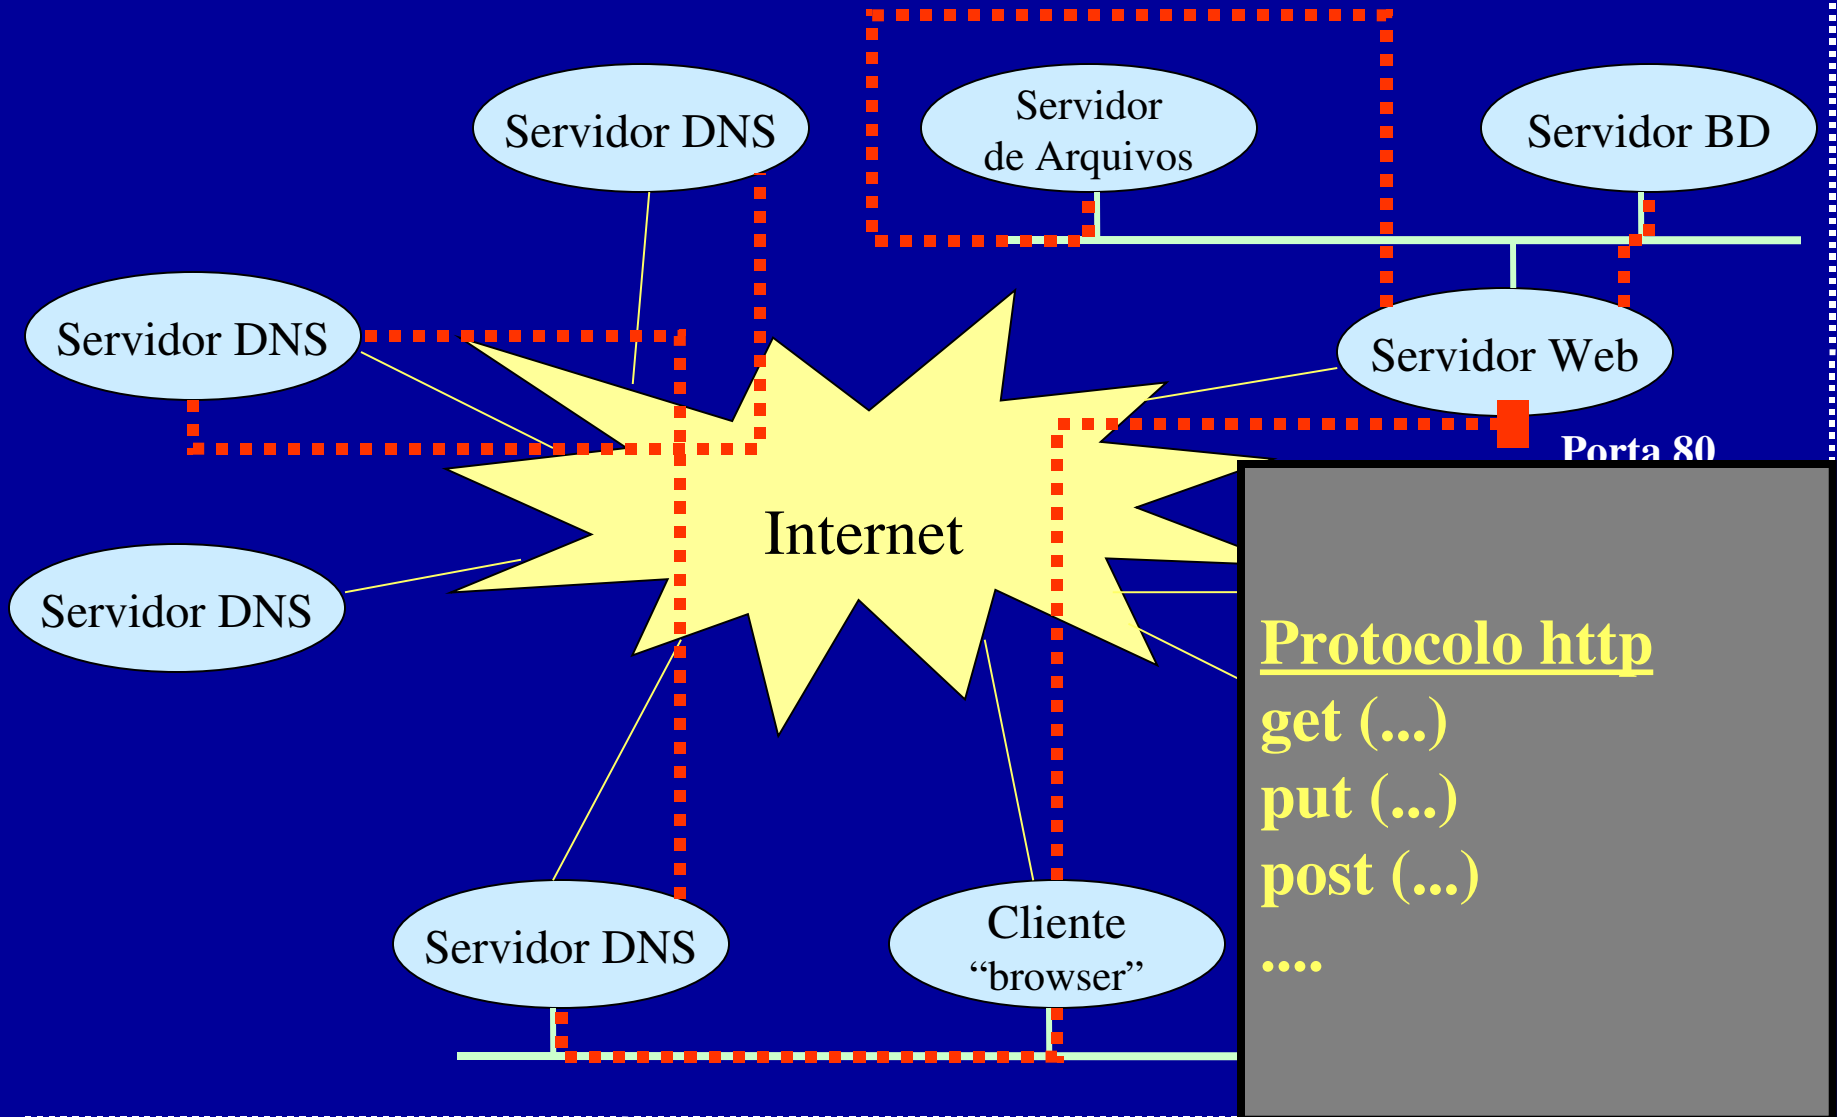 Servidor DNS
Servidor
de Arquivos
Servidor BD
Servidor DNS
Servidor Web
Porta 80
Internet
Servidor DNS
Protocolo http
get (...)
put (...)
post (...)
....
Servidor DNS
Cliente
“browser”